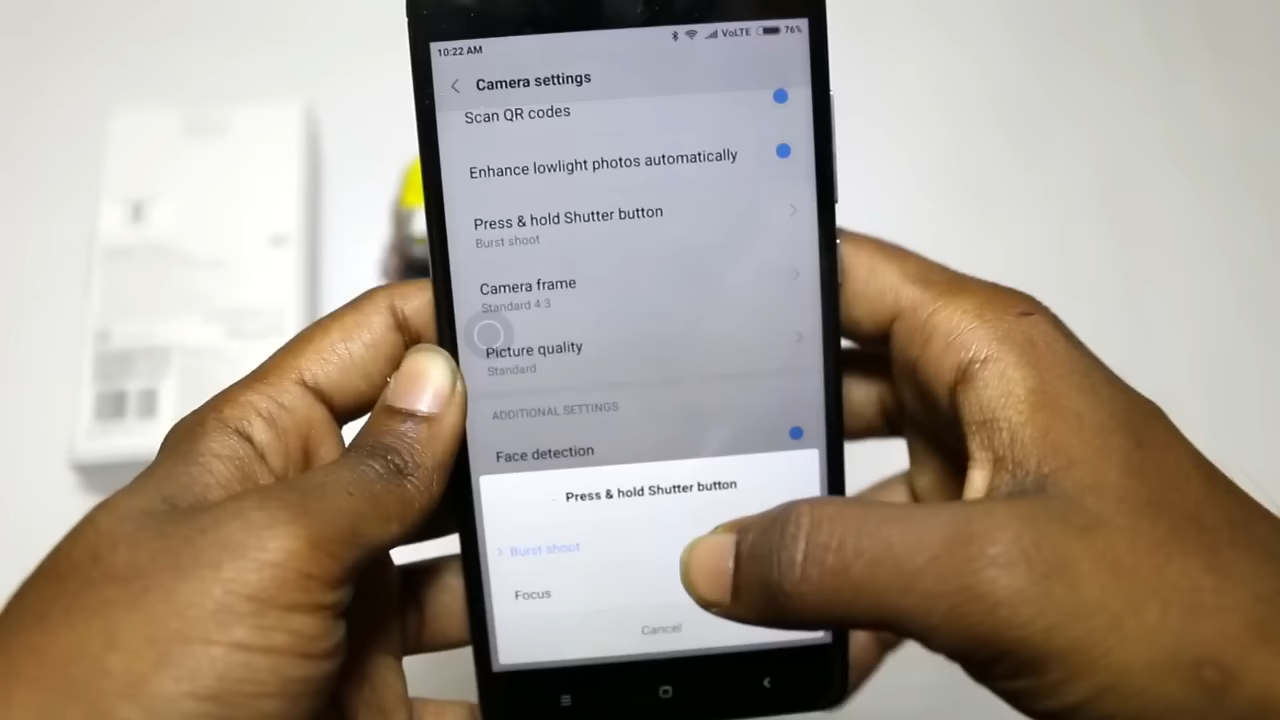 10:22 AM
VoLTE
76%
Camera settings
Scan QR codes
Enhance lowlight photos automatically
Press & hold Shutter button
Burst shoot
Camera frame
Standard 4:3
Picture quality
Standard
ADDITIONAL SETTINGS
Face detection
Press & hold Shutter button
Burst shoot
Focus
Cancel